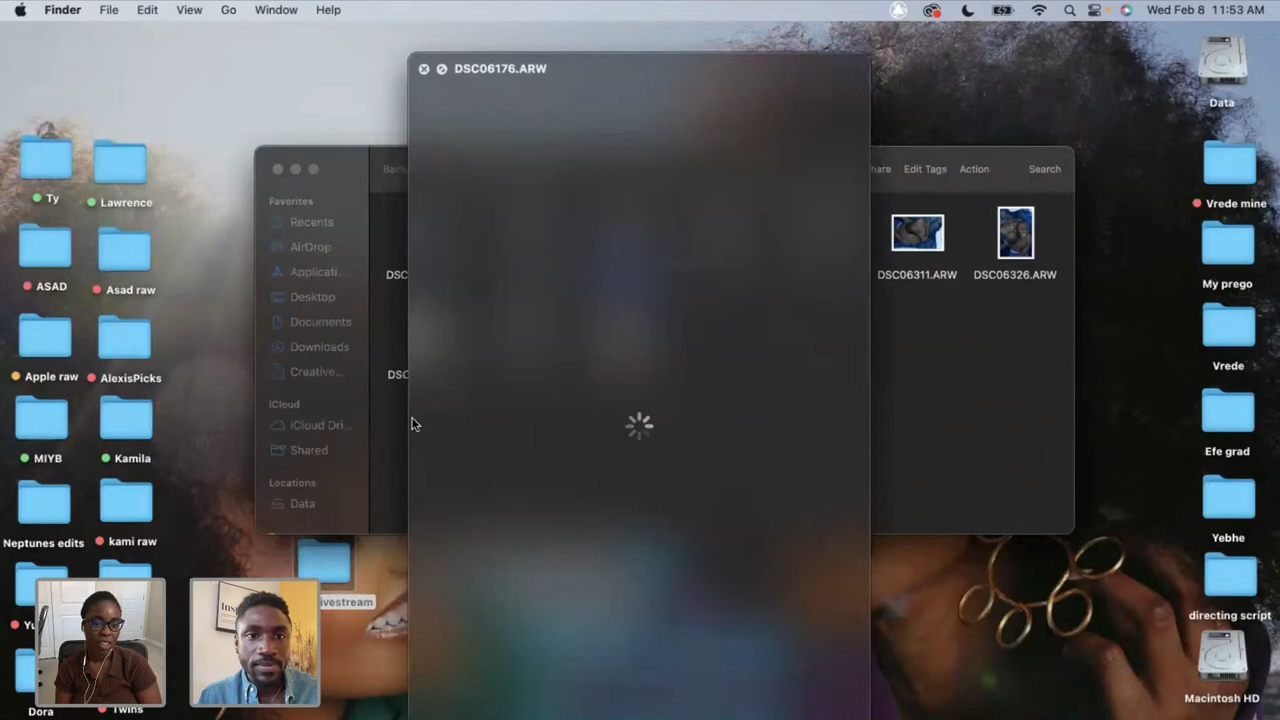 Finder File Edit View Go Window Help
Wed Feb 8 11:53 AM
DSC06176.ARW
Data
Edit Tags Action Search
Favorites
Recents
AirDrop
Applicati...
Desktop
Documents
Downloads
Creative...
iCloud
iCloud Dri...
Shared
Locations
Data
DSC06311.ARW
DSC06326.ARW
Ty
Lawrence
ASAD
Asad raw
Apple raw
AlexisPicks
MIYB
Kamila
Neptunes edits
kami raw
Dora
Twins
Vrede mine
My prego
Vrede
Efe grad
Yebhe
directing script
Macintosh HD